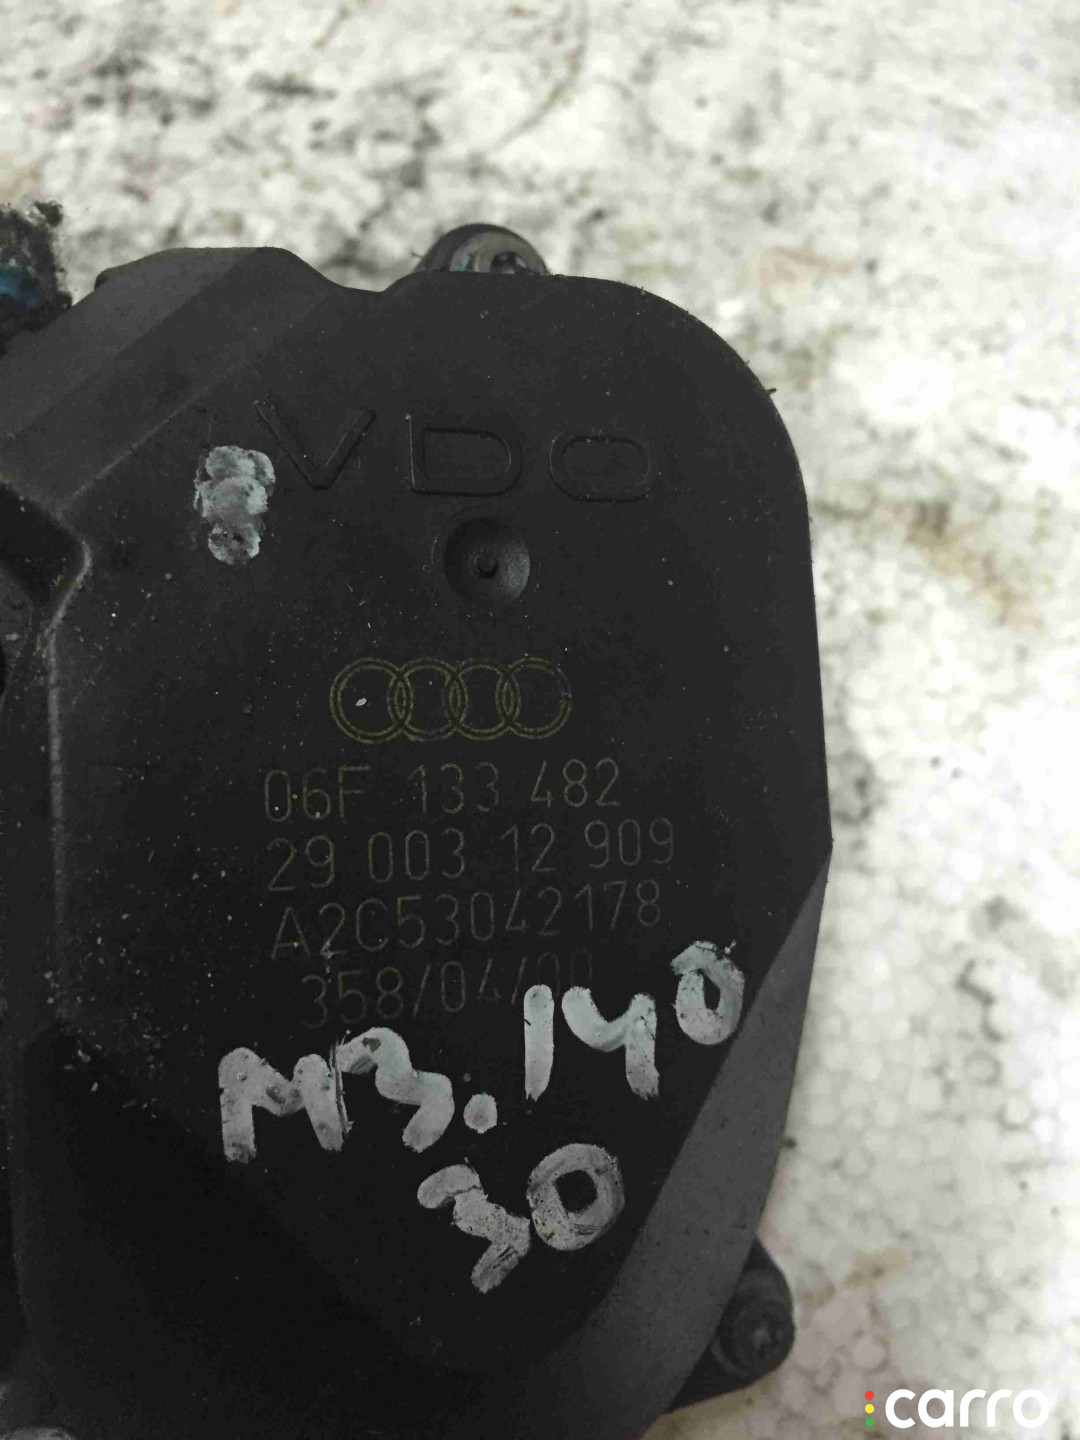 VDO
06F 133 482
29 003 12 909
A2C53042178
358/04/00
M3.140
30
carro